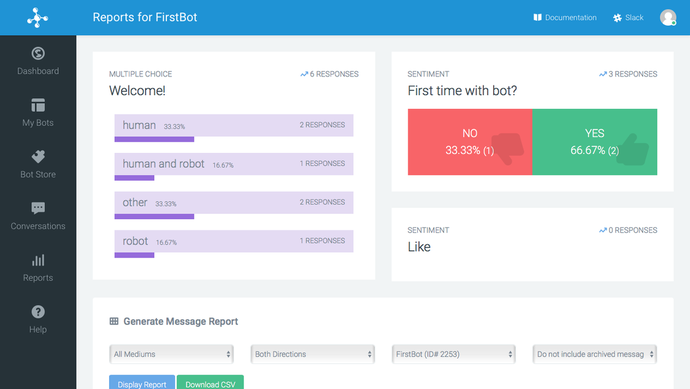 Reports for FirstBot
Documentation
Slack
Dashboard
My Bots
Bot Store
Conversations
Reports
Help
MULTIPLE CHOICE
6 RESPONSES
Welcome!
human 33.33% 2 RESPONSES
human and robot 16.67% 1 RESPONSES
other 33.33% 2 RESPONSES
robot 16.67% 1 RESPONSES
SENTIMENT
3 RESPONSES
First time with bot?
NO
33.33% (1)
YES
66.67% (2)
SENTIMENT
0 RESPONSES
Like
Generate Message Report
All Mediums
Both Directions
FirstBot (ID# 2253)
Do not include archived messag
Display Report
Download CSV